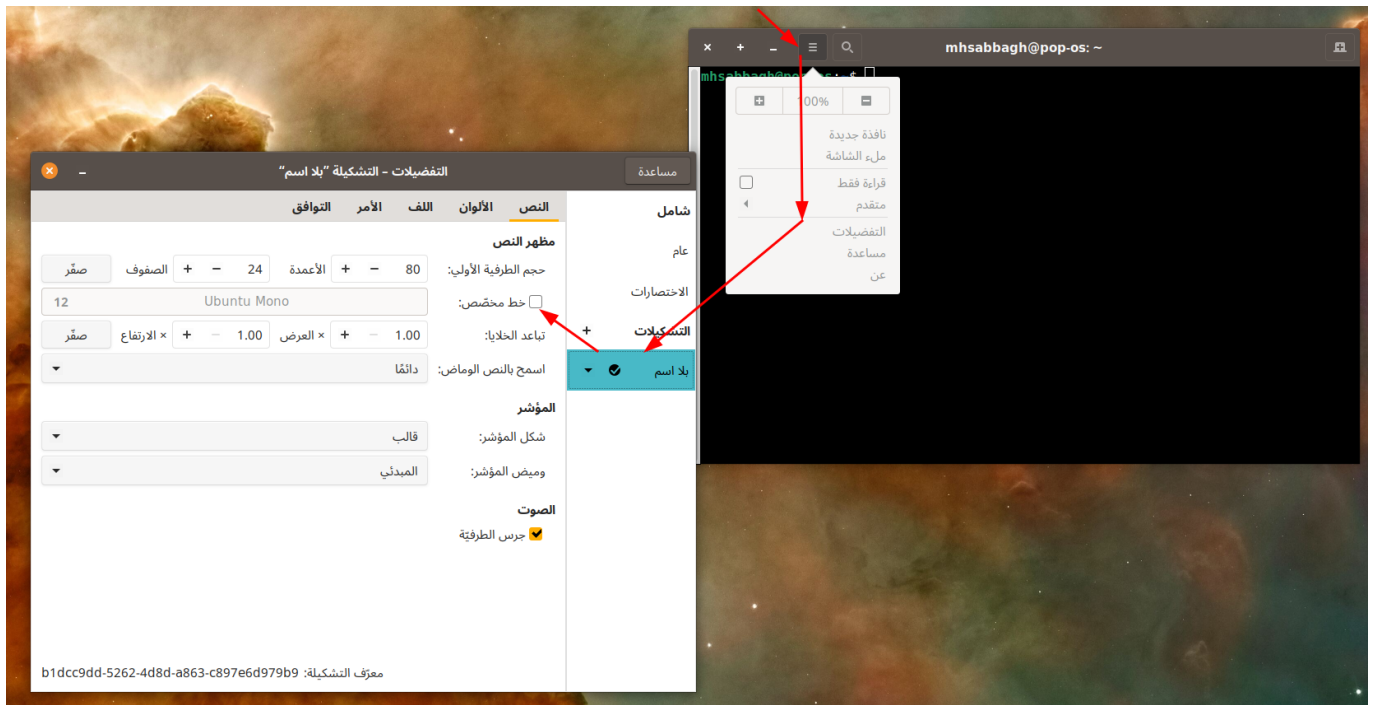 mhsabbagh@pop-os: ~
100%
نافذة جديدة
ملء الشاشة
قراءة فقط
متقدم
التفضيلات
مساعدة
عن
مساعدة
التفضيلات – التشكيلة ”بلا اسم“
شامل
عام
الاختصارات
التشكيلات +
بلا اسم
النص الألوان اللف الأمر التوافق
مظهر النص
حجم الطرفية الأولي: 80 – + الأعمدة 24 – + الصفوف صفّر
خط مخصّص: Ubuntu Mono 12
تباعد الخلايا: 1.00 – + × العرض 1.00 – + × الارتفاع صفّر
اسمح بالنص الوماض: دائمًا
المؤشر
شكل المؤشر: قالب
وميض المؤشر: المبدئي
الصوت
جرس الطرفيّة
معرّف التشكيلة: b1dcc9dd-5262-4d8d-a863-c897e6d979b9